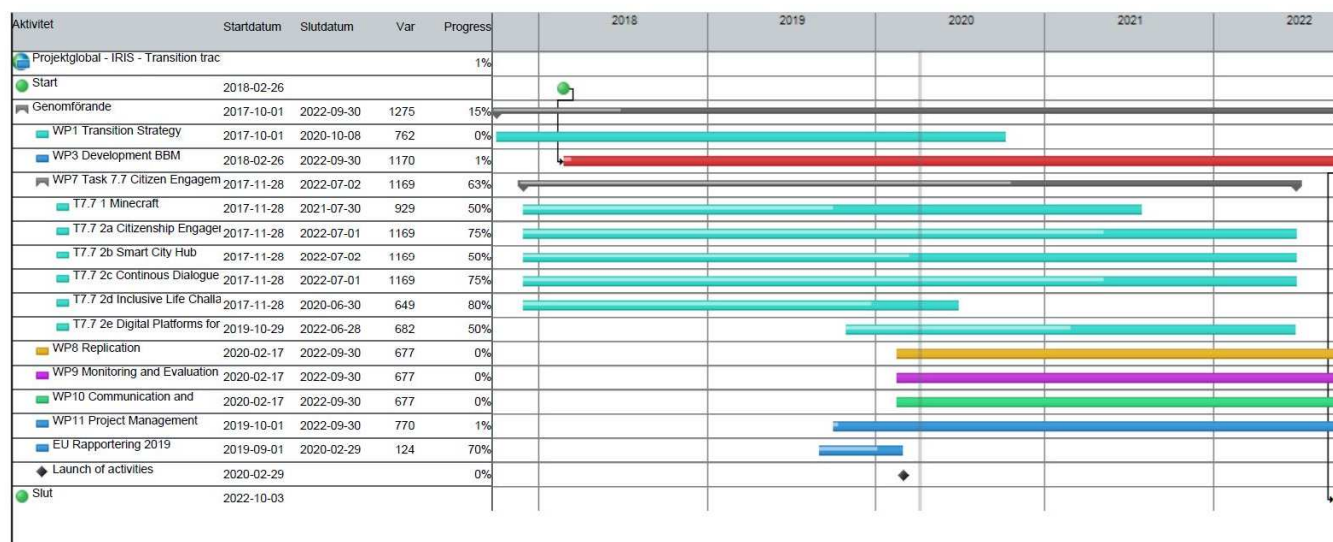 Aktivitet Startdatum Slutdatum Var Progress 2018 2019 2020 2021 2022
Projektglobal - IRIS - Transition trac 1%
Start 2018-02-26
Genomförande 2017-10-01 2022-09-30 1275 15%
WP1 Transition Strategy 2017-10-01 2020-10-08 762 0%
WP3 Development BBM 2018-02-26 2022-09-30 1170 1%
WP7 Task 7.7 Citizen Engagem 2017-11-28 2022-07-02 1169 63%
T7.7 1 Minecraft 2017-11-28 2021-07-30 929 50%
T7.7 2a Citizenship Engager 2017-11-28 2022-07-01 1169 75%
T7.7 2b Smart City Hub 2017-11-28 2022-07-02 1169 50%
T7.7 2c Continous Dialogue 2017-11-28 2022-07-01 1169 75%
T7.7 2d Inclusive Life Challa 2017-11-28 2020-06-30 649 80%
T7.7 2e Digital Platforms for 2019-10-29 2022-06-28 682 50%
WP8 Replication 2020-02-17 2022-09-30 677 0%
WP9 Monitoring and Evaluation 2020-02-17 2022-09-30 677 0%
WP10 Communication and 2020-02-17 2022-09-30 677 0%
WP11 Project Management 2019-10-01 2022-09-30 770 1%
EU Rapportering 2019 2019-09-01 2020-02-29 124 70%
Launch of activities 2020-02-29 0%
Slut 2022-10-03